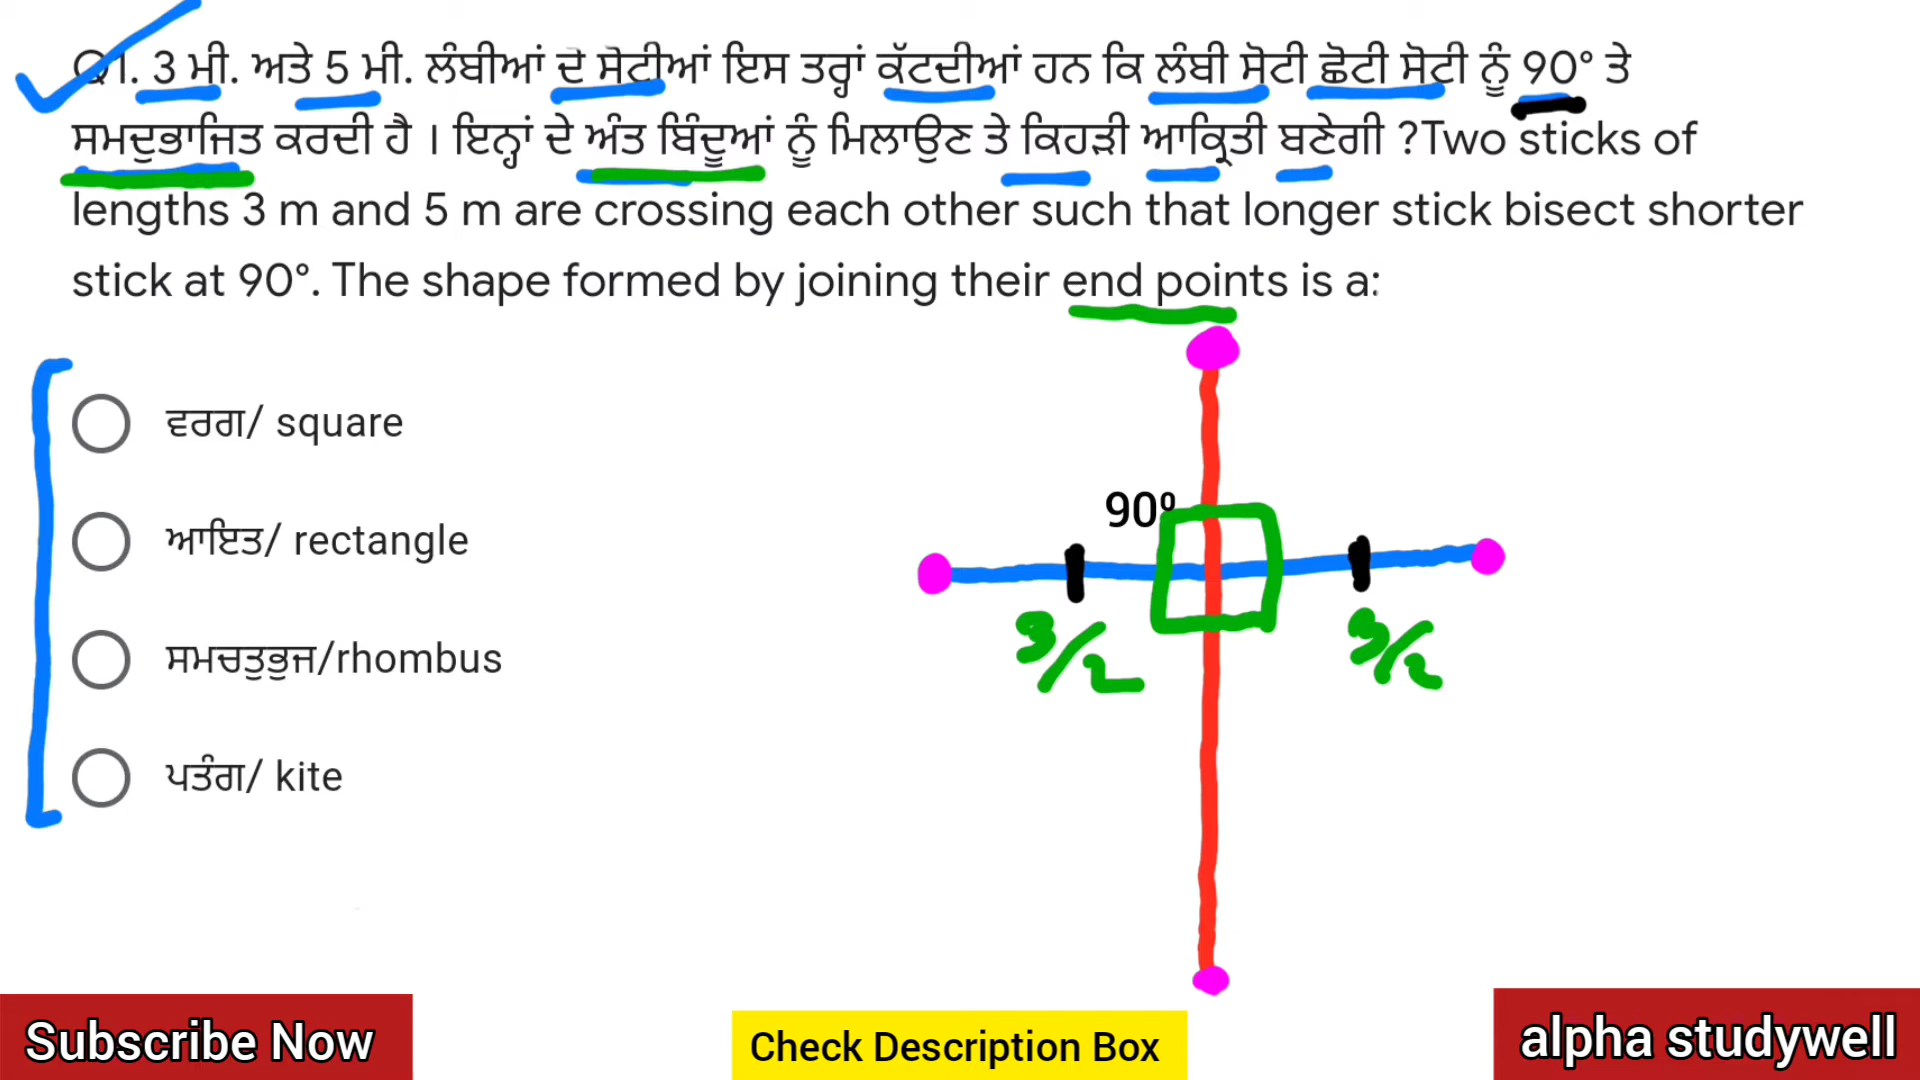 Q1. 3 ਮੀ. ਅਤੇ 5 ਮੀ. ਲੰਬੀਆਂ ਦੋ ਸੋਟੀਆਂ ਇਸ ਤਰ੍ਹਾਂ ਕੱਟਦੀਆਂ ਹਨ ਕਿ ਲੰਬੀ ਸੋਟੀ ਛੋਟੀ ਸੋਟੀ ਨੂੰ 90° ਤੇ
ਸਮਦੁਭਾਜਿਤ ਕਰਦੀ ਹੈ । ਇਨ੍ਹਾਂ ਦੇ ਅੰਤ ਬਿੰਦੂਆਂ ਨੂੰ ਮਿਲਾਉਣ ਤੇ ਕਿਹੜੀ ਆਕ੍ਰਿਤੀ ਬਣੇਗੀ ?Two sticks of
lengths 3 m and 5 m are crossing each other such that longer stick bisect shorter
stick at 90°. The shape formed by joining their end points is a:
ਵਰਗ/ square
ਆਇਤ/ rectangle
ਸਮਚਤੁਭੁਜ/rhombus
ਪਤੰਗ/ kite
90º
3/2 3/2
Subscribe Now
Check Description Box
alpha studywell